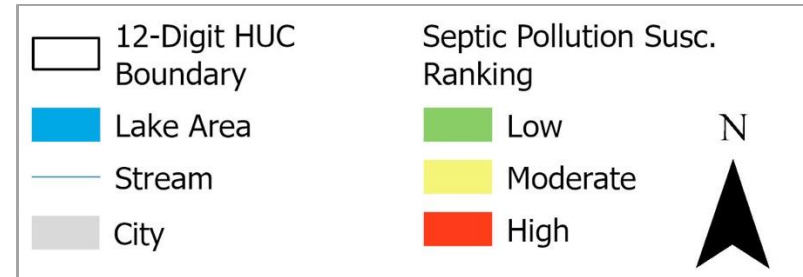 12-Digit HUC
Boundary
Lake Area
Stream
City
Septic Pollution Susc.
Ranking
Low
Moderate
High
N